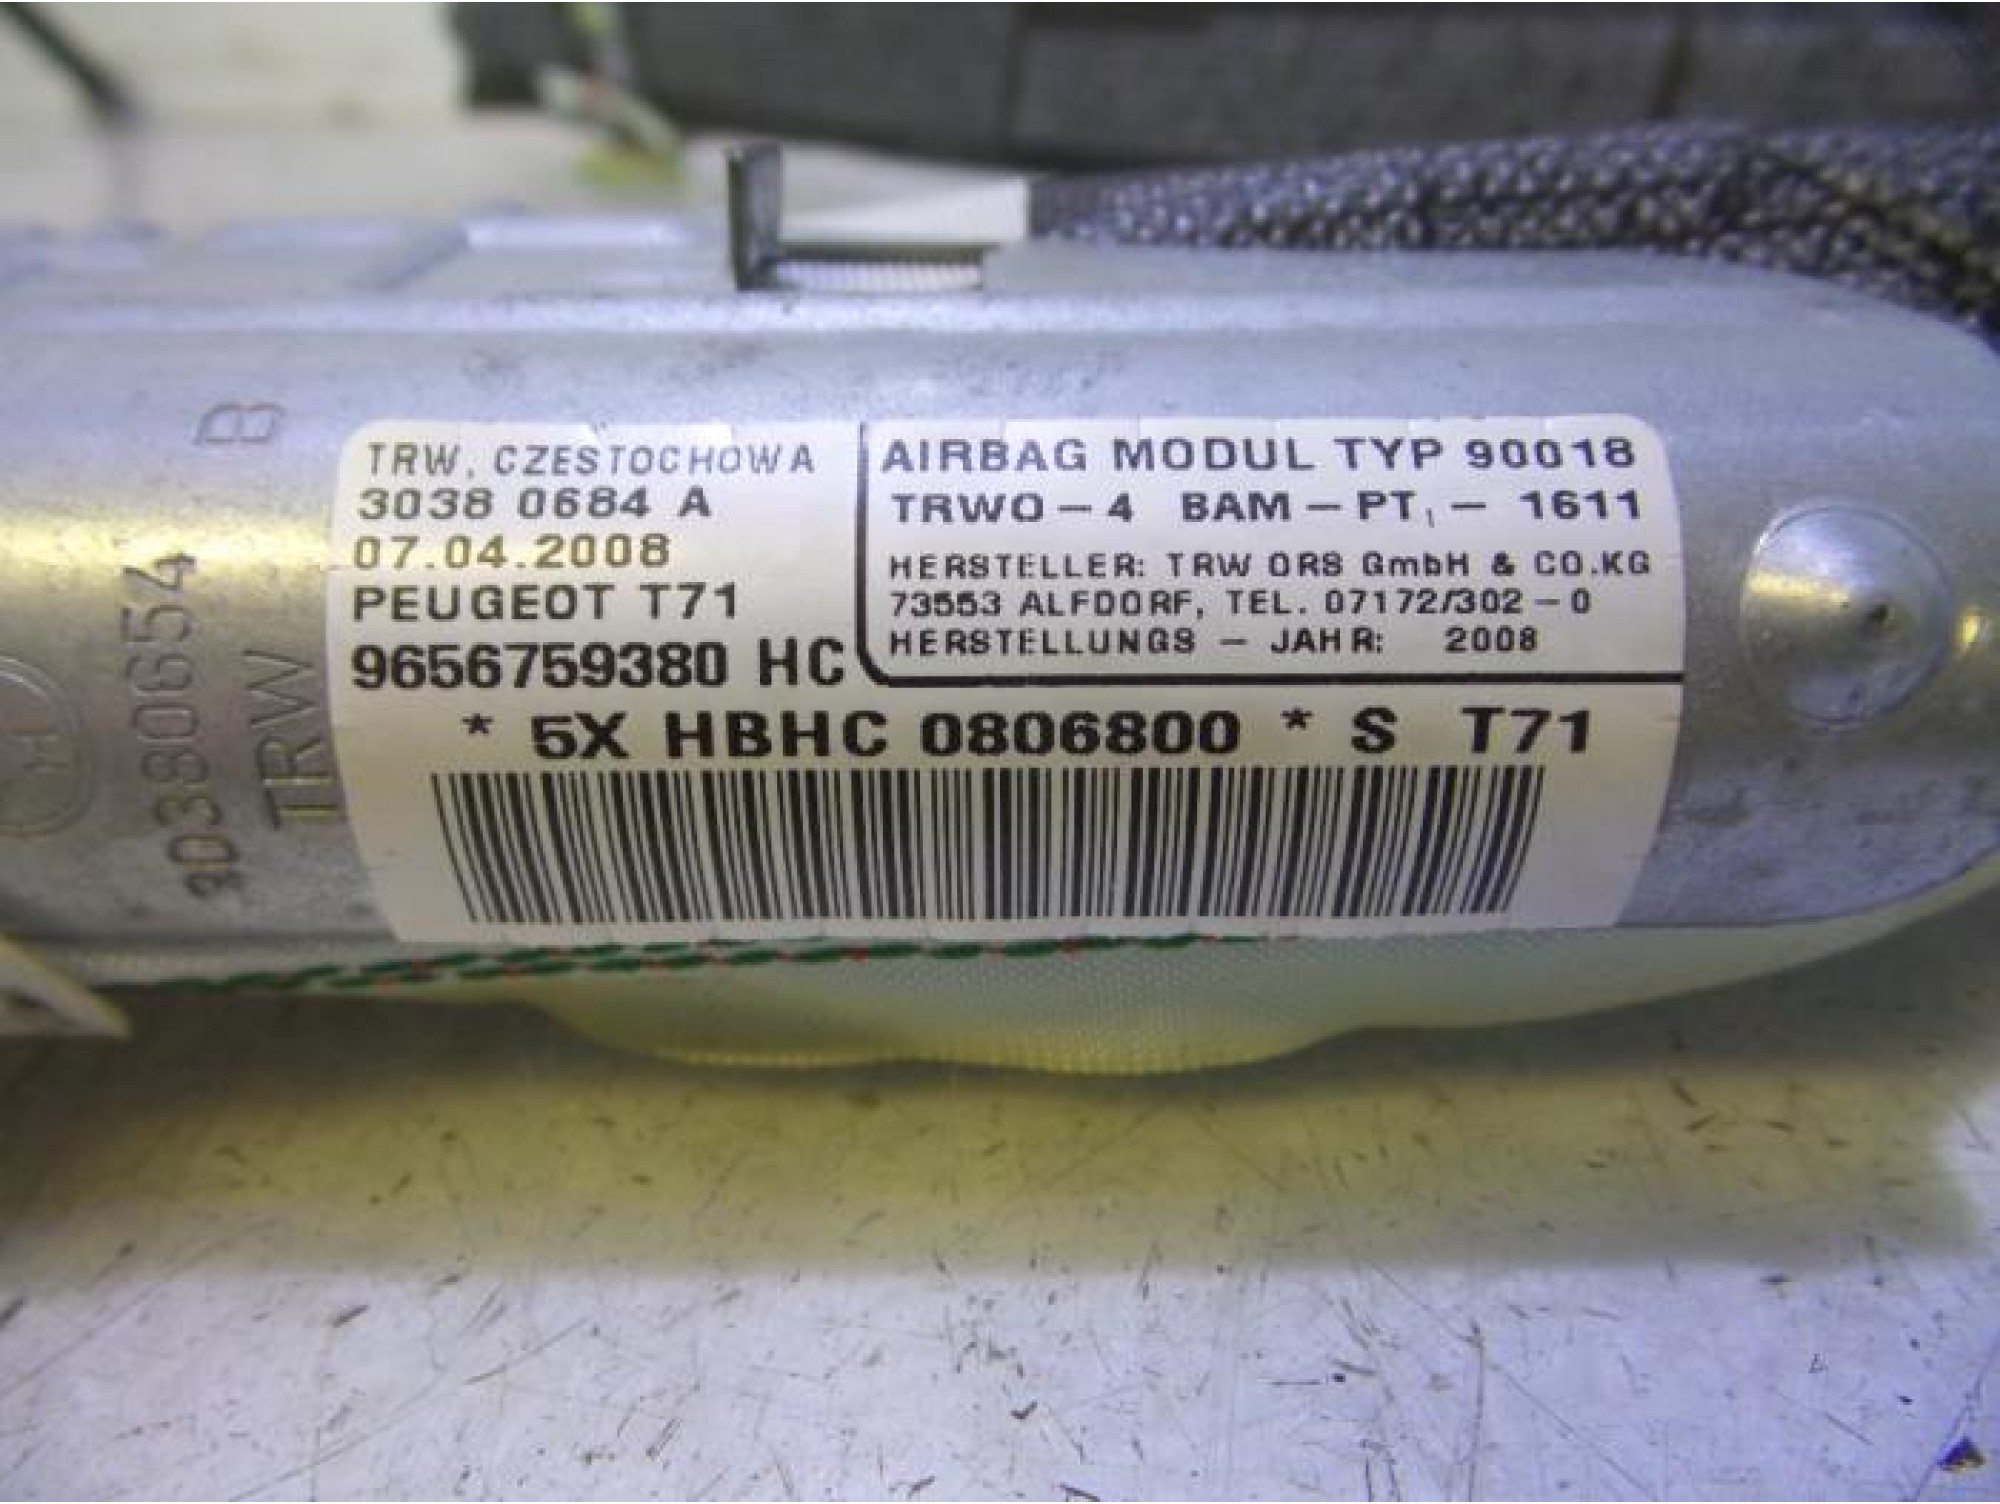 B
30380654
TRW
H
TRW, CZESTOCHOWA
3038 0684 A
07.04.2008
PEUGEOT T71
9656759380 HC
AIRBAG MODUL TYP 90018
TRWO - 4 BAM - PT₁ - 1611
HERSTELLER: TRW ORS GmbH & CO.KG
73553 ALFDORF, TEL. 07172/302 - 0
HERSTELLUNGS - JAHR: 2008
* 5X HBHC 0806800 * S T71